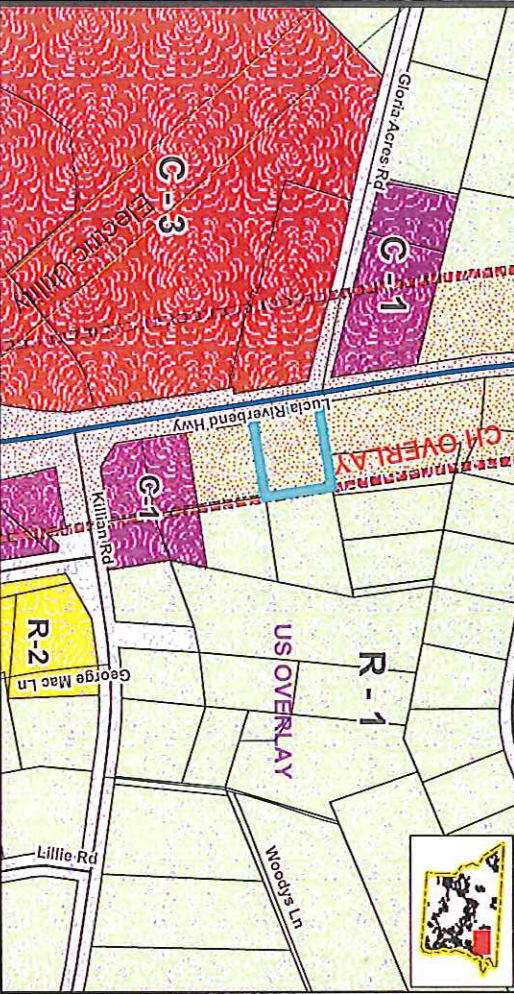 Gloria Acres Rd
C-1
C-3
Electric Utility
Lucia Riverbend Hwy
CH OVERLAY
C-1
Killian Rd
R-1
US OVERLAY
R-2
George Mac Ln
Woodys Ln
Lillie Rd